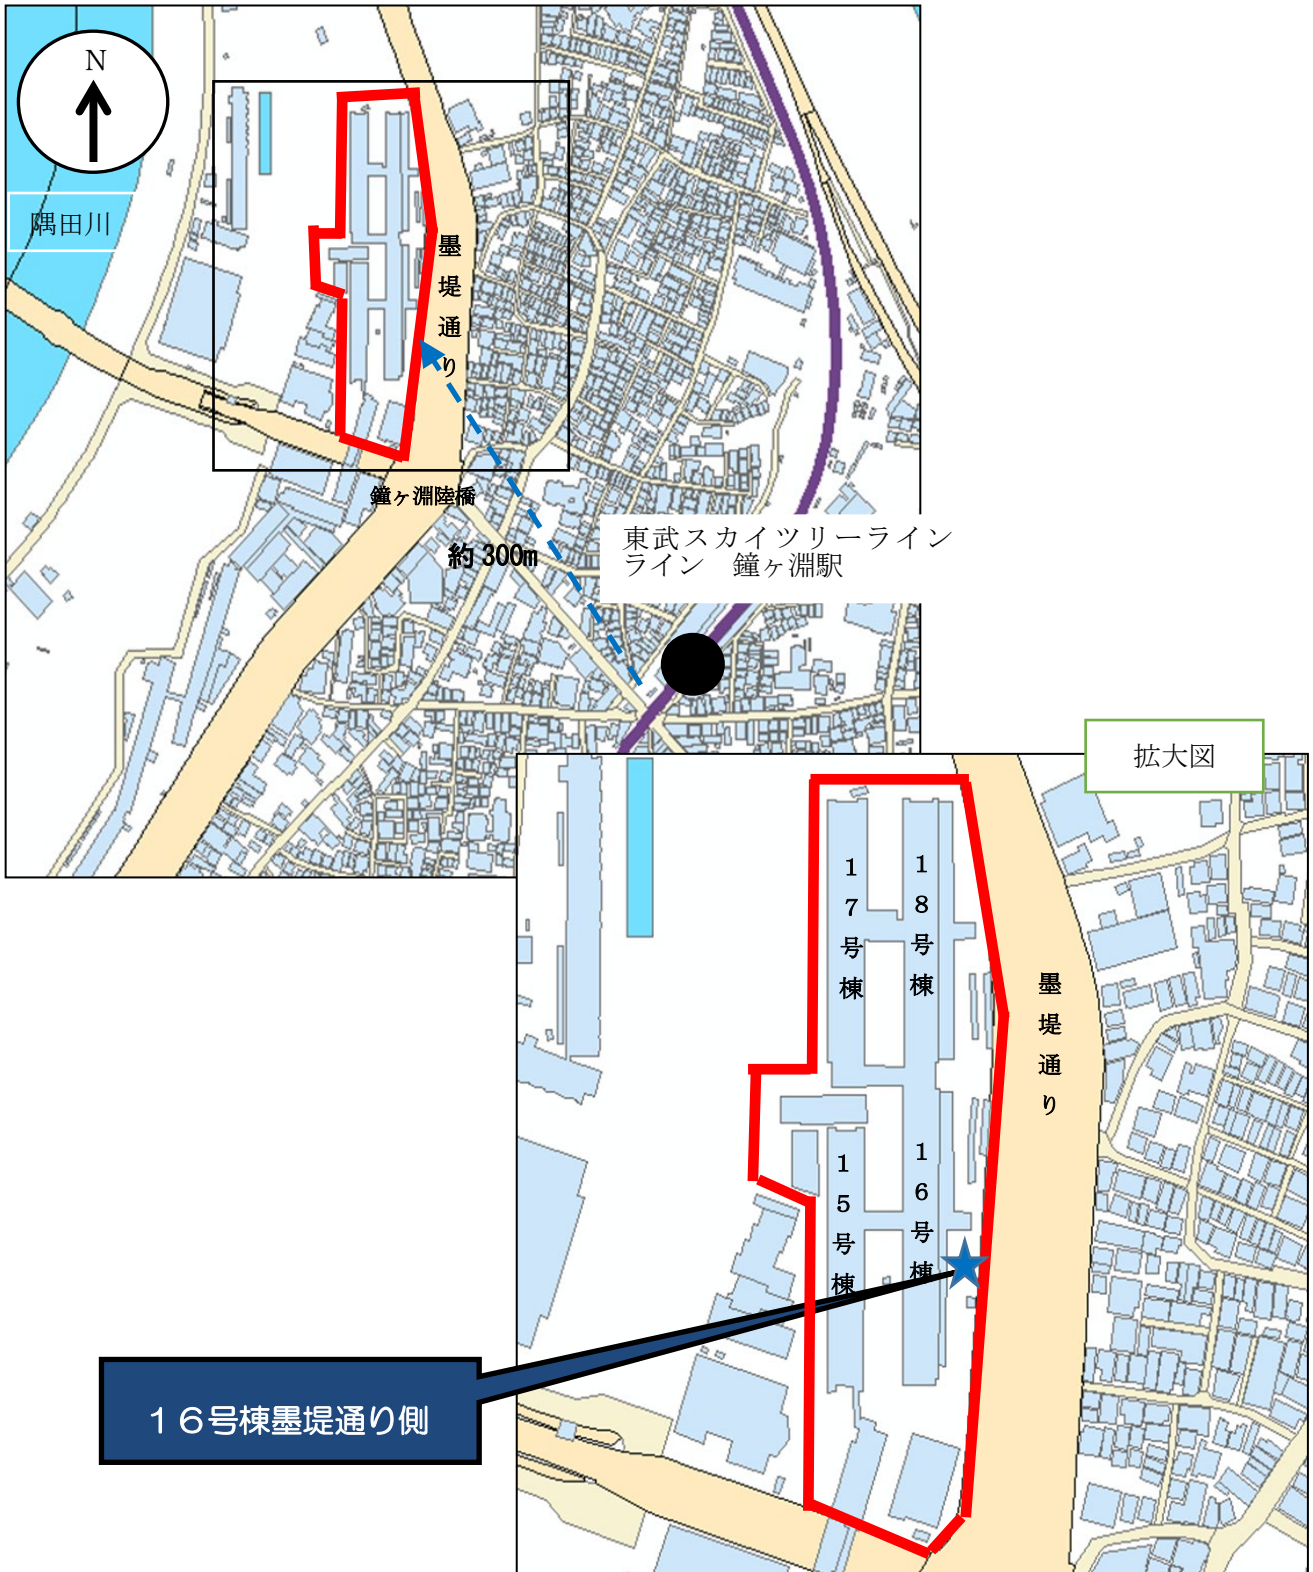 N
隅田川
墨堤通り
鐘ヶ淵陸橋
約300m
東武スカイツリーライン
ライン　鐘ヶ淵駅
拡大図
17号棟
18号棟
墨堤通り
15号棟
16号棟
16号棟墨堤通り側